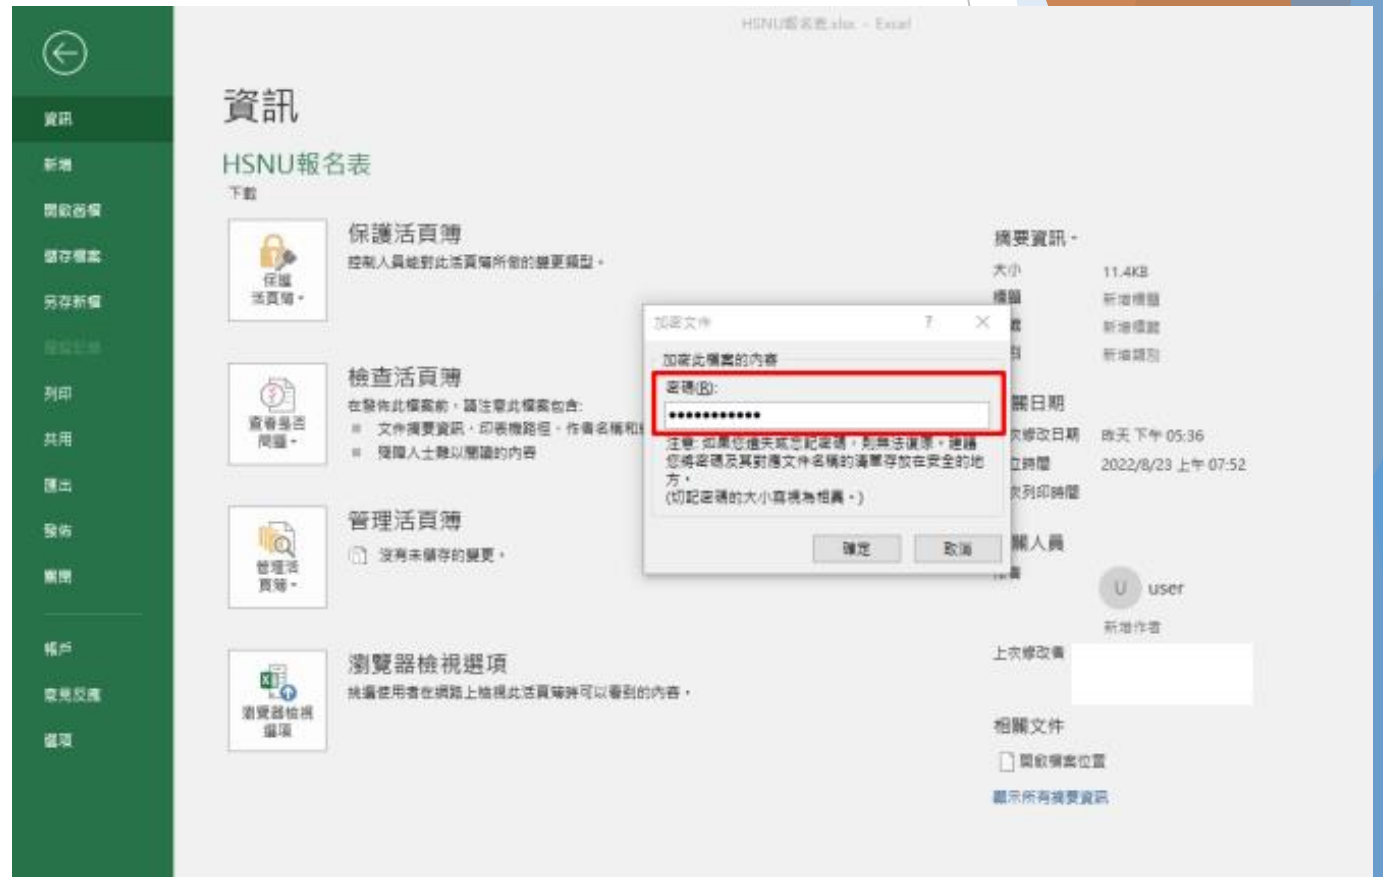 HSNU報名表.xlsx - Excel
資訊
新增
開啟舊檔
儲存檔案
另存新檔
列印
共用
匯出
發佈
關閉
帳戶
意見反應
選項
資訊
HSNU報名表
下載
保護
活頁簿
保護活頁簿
控制人員能對此活頁簿所做的變更類型。
查看是否
問題
檢查活頁簿
在發佈此檔案前，請注意此檔案包含:
文件摘要資訊、印表機路徑、作者名稱和
殘障人士難以閱讀的內容
管理活
頁簿
管理活頁簿
沒有未儲存的變更。
瀏覽器檢視
選項
瀏覽器檢視選項
挑選使用者在網路上檢視此活頁簿時可以看到的內容。
加密文件
?
加密此檔案的內容
密碼(R):
●●●●●●●●●●●
注意: 如果您遺失或忘記密碼，則無法復原。建議
您將密碼及其對應文件名稱的清單存放在安全的地
方。
(切記密碼的大小寫視為相異。)
確定
取消
摘要資訊
大小 11.4KB
標題 新增標題
新增標籤
新增類別
關日期
次修改日期 昨天 下午 05:36
立時間 2022/8/23 上午 07:52
次列印時間
關人員
U user
新增作者
上次修改者
相關文件
開啟檔案位置
顯示所有摘要資訊